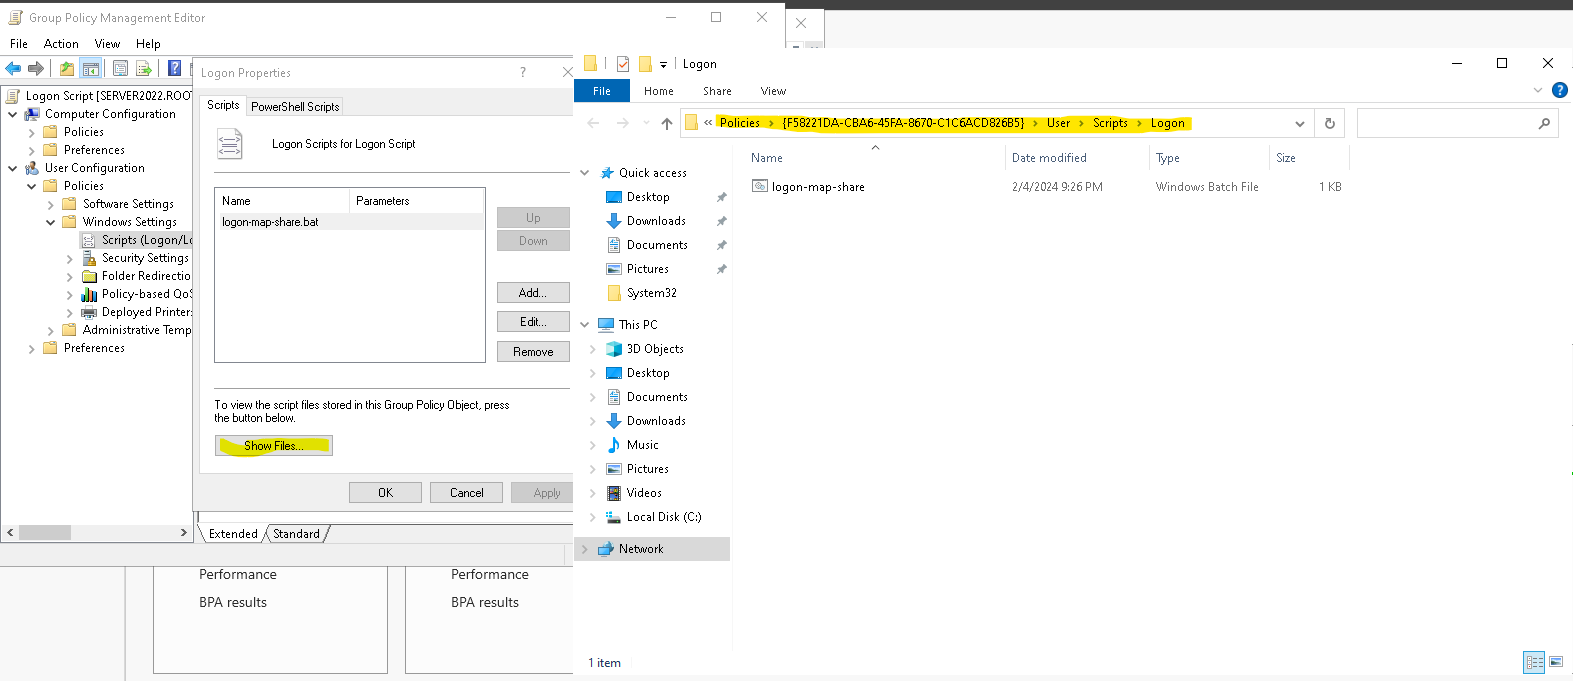 Group Policy Management Editor
File Action View Help
Logon Script [SERVER2022.ROO
Computer Configuration
Policies
Preferences
User Configuration
Policies
Software Settings
Windows Settings
Scripts (Logon/Lo
Security Settings
Folder Redirectio
Policy-based QoS
Deployed Printers
Administrative Temp
Preferences
Logon Properties
?
Scripts PowerShell Scripts
Logon Scripts for Logon Script
Name Parameters
logon-map-share.bat
Up
Down
Add...
Edit...
Remove
To view the script files stored in this Group Policy Object, press
the button below.
Show Files...
OK Cancel Apply
Extended Standard
Performance Performance
BPA results BPA results
Logon
File Home Share View
?
« Policies > {F58221DA-CBA6-45FA-8670-C1C6ACD826B5} > User > Scripts > Logon
Name Date modified Type Size
logon-map-share 2/4/2024 9:26 PM Windows Batch File 1 KB
Quick access
Desktop
Downloads
Documents
Pictures
System32
This PC
3D Objects
Desktop
Documents
Downloads
Music
Pictures
Videos
Local Disk (C:)
Network
1 item